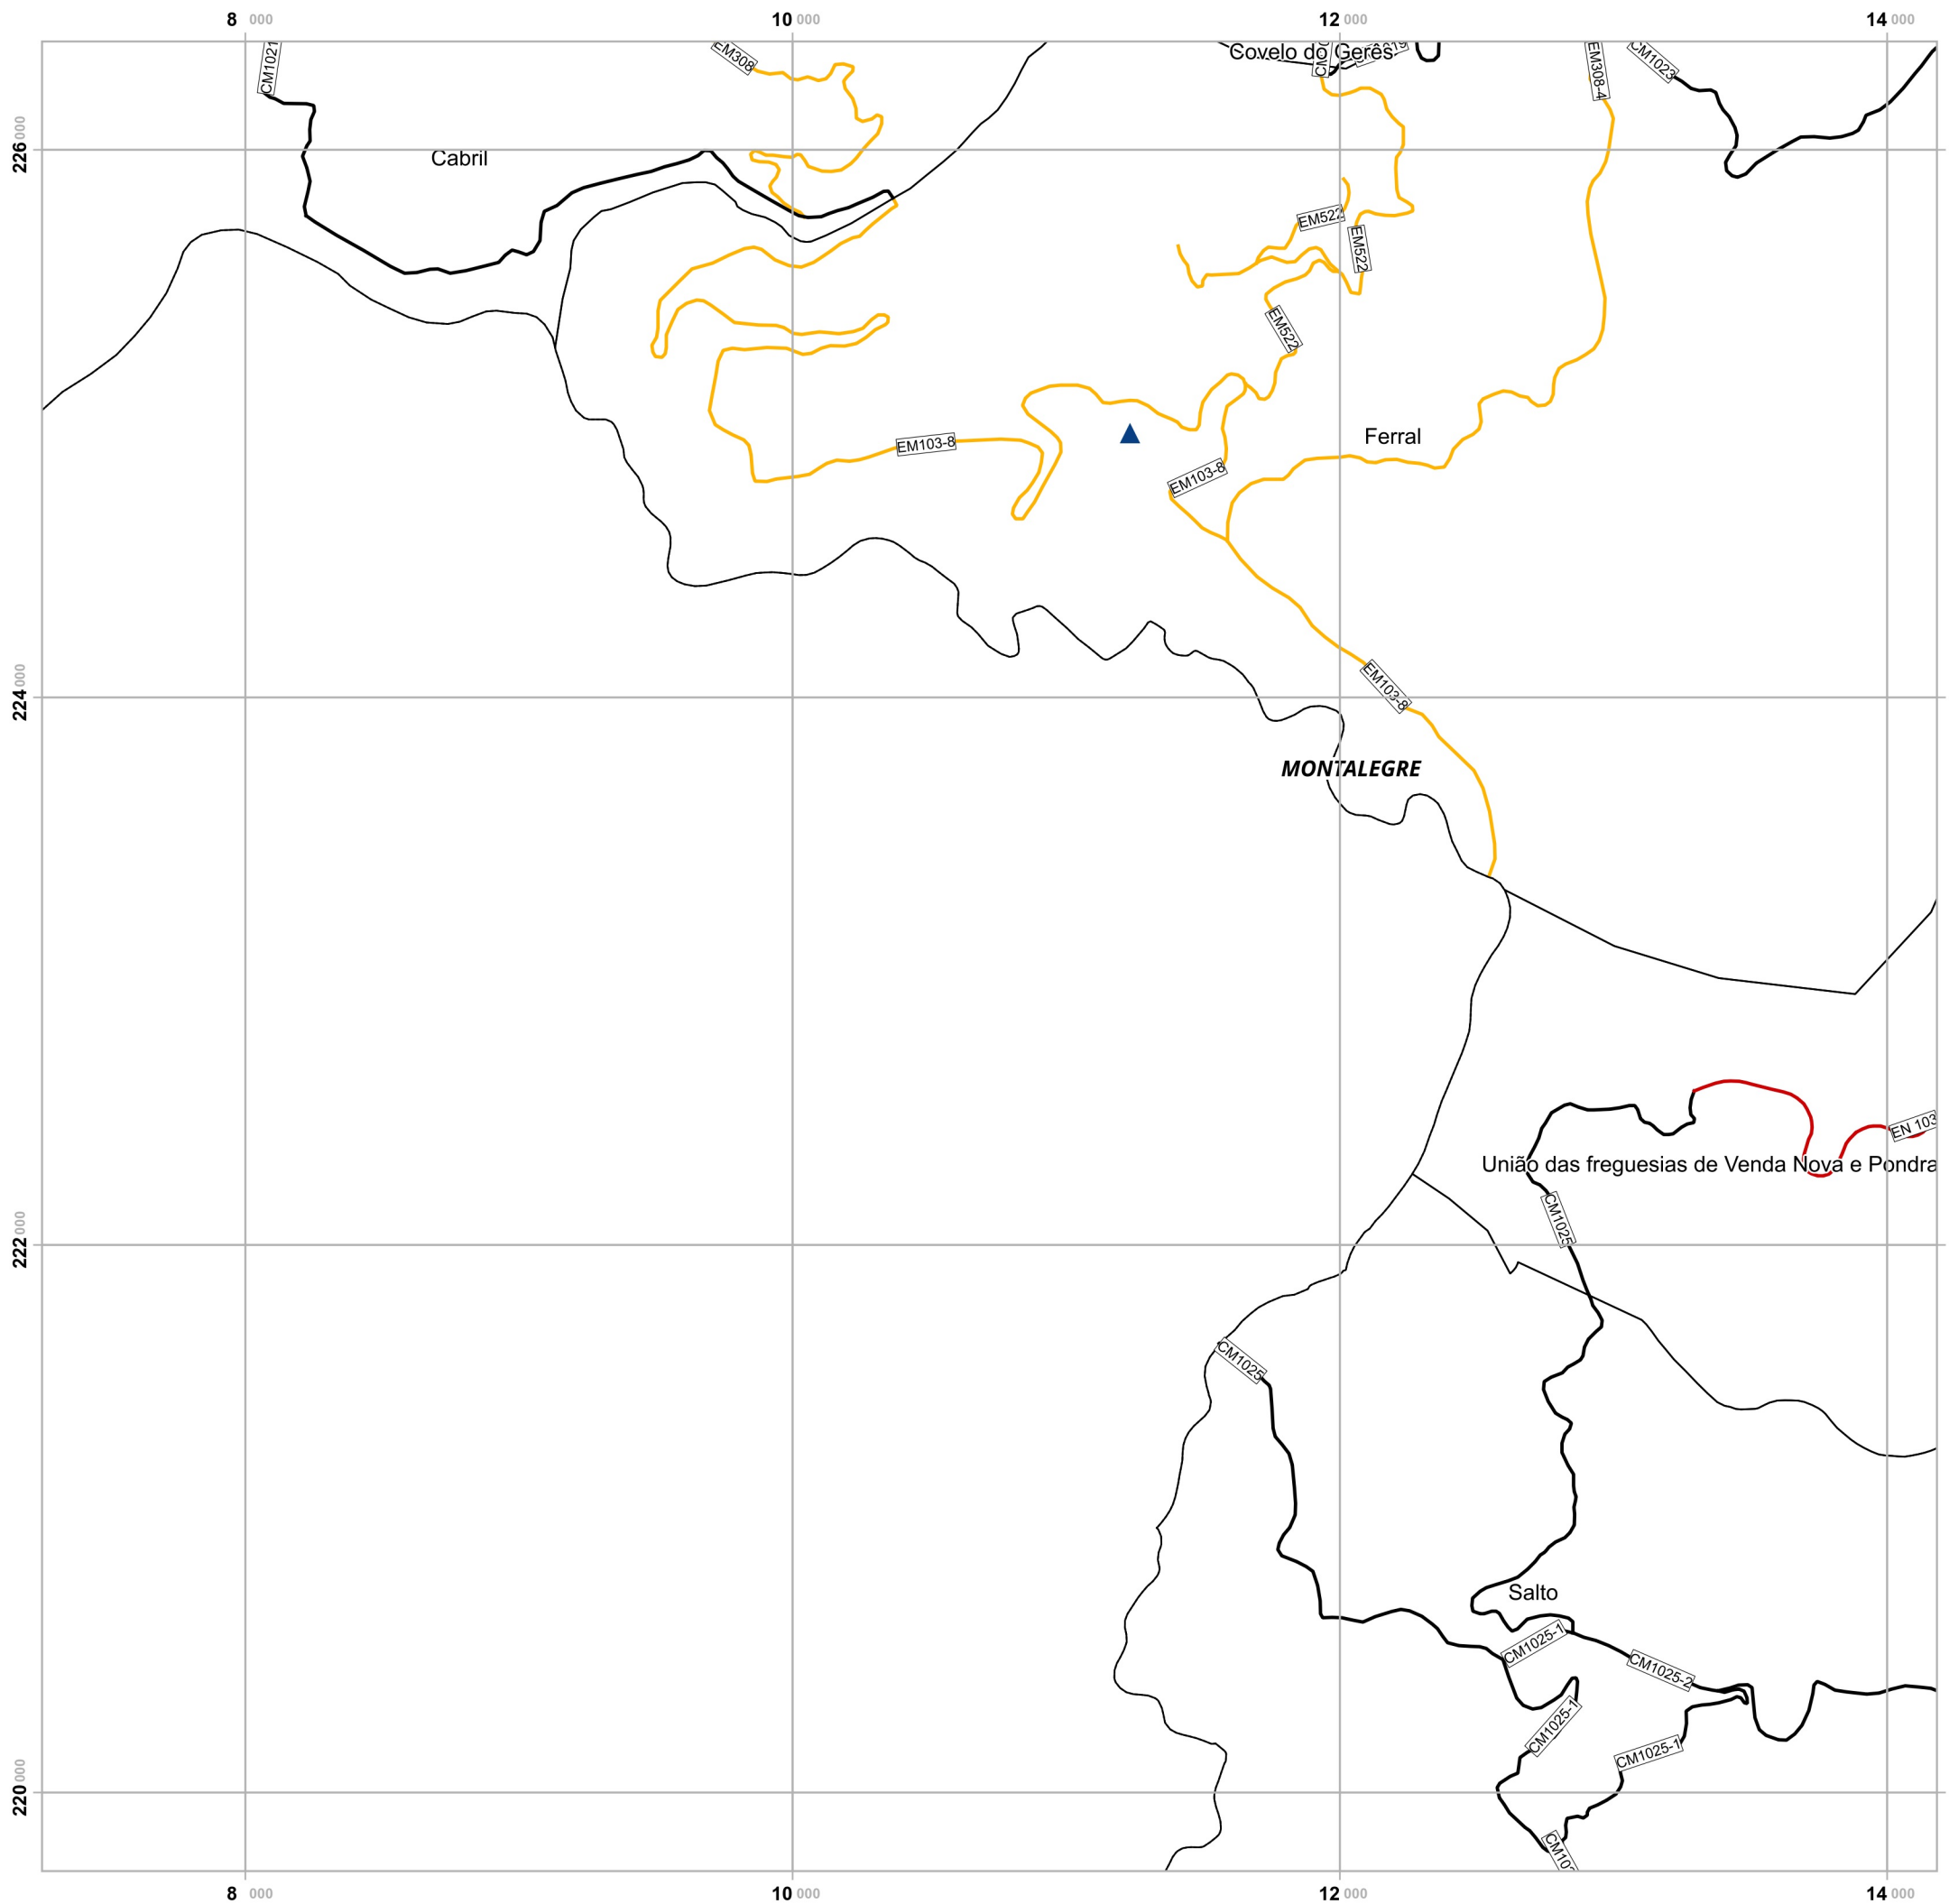 8 000 10 000 12 000 14 000
CM1021
EM308
Covelo do Gerês
EM308-4
CM1023
226 000
Cabril
EM522
EM522
EM522
Ferral
EM103-8
EM103-8
224 000
EM103-8
MONTALEGRE
EN 103
União das freguesias de Venda Nova e Pondra
CM1025
222 000
CM1025
Salto
CM1025-1
CM1025-2
CM1025-1
CM1025-1
220 000
CM102
8 000 10 000 12 000 14 000